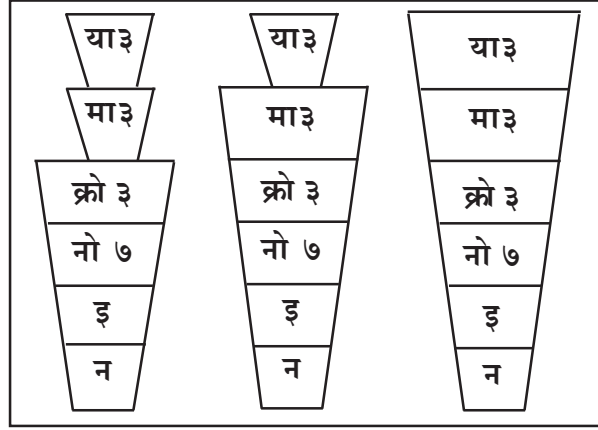 या३ या३ या३
मा३ मा३ मा३
क्रो ३ क्रो ३ क्रो ३
नो ७ नो ७ नो ७
इ इ इ
न न न